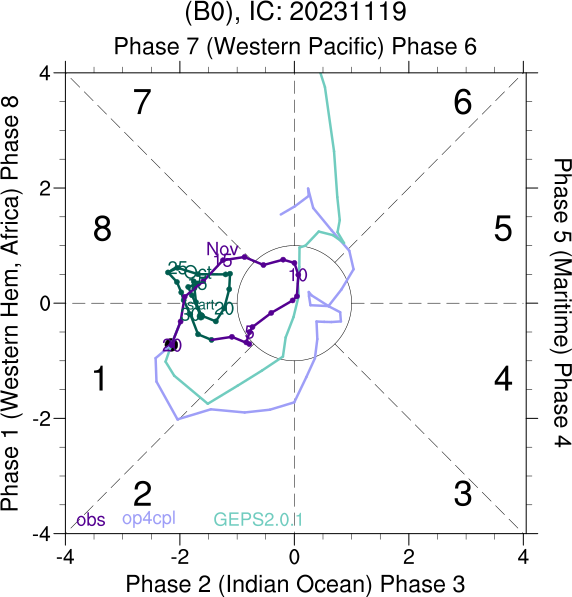 (B0), IC: 20231119
Phase 7 (Western Pacific) Phase 6
Phase 1 (Western Hem, Africa) Phase 8
Phase 5 (Maritime) Phase 4
4
2
0
-2
-4
7
6
8
5
1
4
2
3
Nov
15
25
Oct
5
10
start
30
20
5
20
obs
op4cpl
GEPS2.0.1
-4
-2
0
2
4
Phase 2 (Indian Ocean) Phase 3